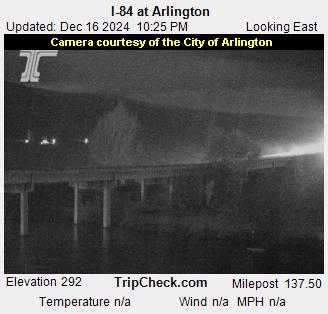 I-84 at Arlington
Updated: Dec 16 2024 10:25 PM Looking East
Camera courtesy of the City of Arlington
Elevation 292 TripCheck.com Milepost 137.50
Temperature n/a Wind n/a MPH n/a